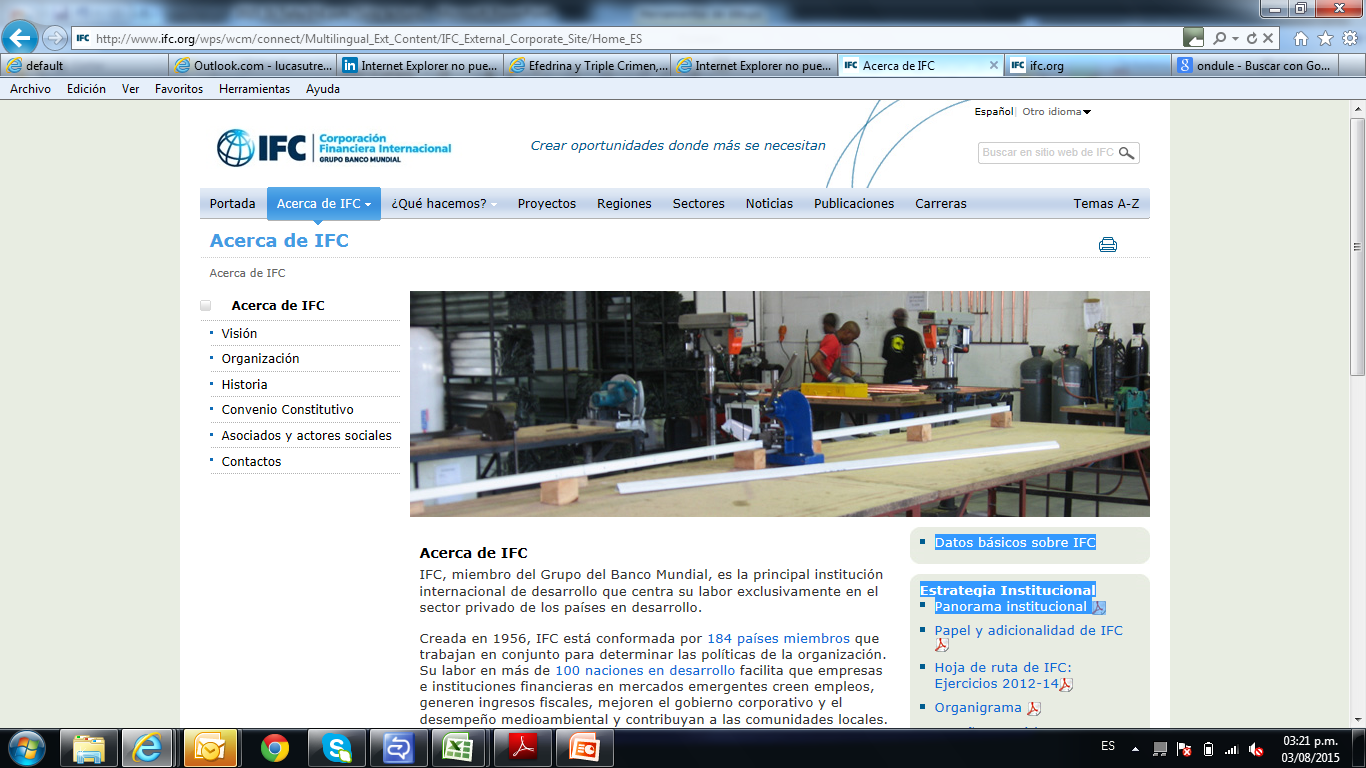 http://www.ifc.org/wps/wcm/connect/Multilingual_Ext_Content/IFC_External_Corporate_Site/Home_ES
default
Outlook.com - lucasutre...
Internet Explorer no pue...
Efedrina y Triple Crimen,...
Internet Explorer no pue...
Acerca de IFC
ifc.org
ondule - Buscar con Go...
Archivo Edición Ver Favoritos Herramientas Ayuda
Español | Otro idioma
IFC
Corporación
Financiera Internacional
GRUPO BANCO MUNDIAL
Crear oportunidades donde más se necesitan
Buscar en sitio web de IFC
Portada Acerca de IFC ¿Qué hacemos? Proyectos Regiones Sectores Noticias Publicaciones Carreras Temas A-Z
Acerca de IFC
Acerca de IFC
Acerca de IFC
Visión
Organización
Historia
Convenio Constitutivo
Asociados y actores sociales
Contactos
Acerca de IFC
IFC, miembro del Grupo del Banco Mundial, es la principal institución
internacional de desarrollo que centra su labor exclusivamente en el
sector privado de los países en desarrollo.
Creada en 1956, IFC está conformada por 184 países miembros que
trabajan en conjunto para determinar las políticas de la organización.
Su labor en más de 100 naciones en desarrollo facilita que empresas
e instituciones financieras en mercados emergentes creen empleos,
generen ingresos fiscales, mejoren el gobierno corporativo y el
desempeño medioambiental y contribuyan a las comunidades locales.
Datos básicos sobre IFC
Estrategia Institucional
Panorama institucional
Papel y adicionalidad de IFC
Hoja de ruta de IFC:
Ejercicios 2012-14
Organigrama
ES
03:21 p.m.
03/08/2015